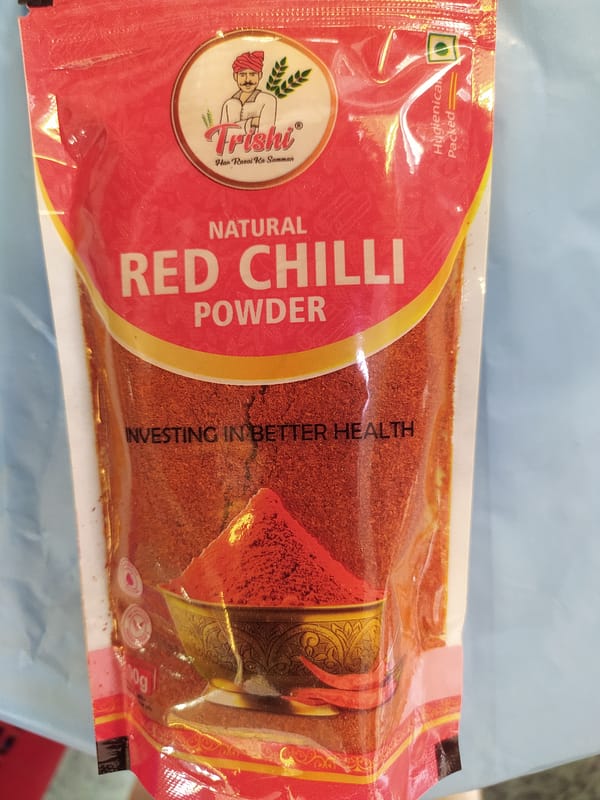 Trishi®
Har Rasoi Ka Samman
Hygienically
Packed
NATURAL
RED CHILLI
POWDER
INVESTING IN BETTER HEALTH